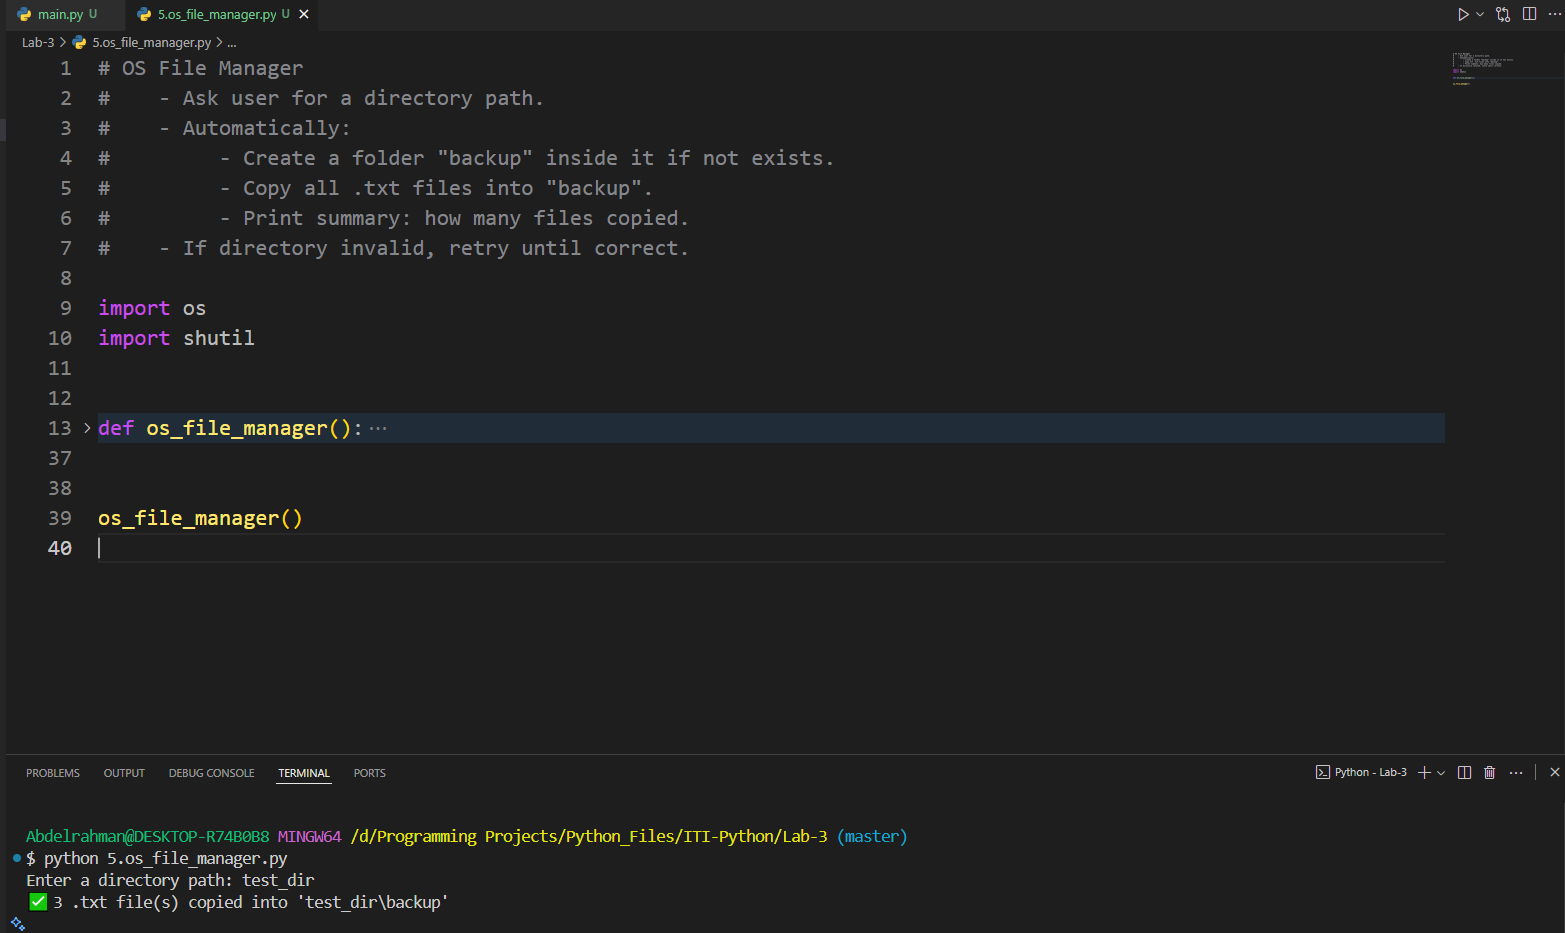 main.py U 5.os_file_manager.py U
Lab-3 > 5.os_file_manager.py > ...
1 # OS File Manager
2 #    - Ask user for a directory path.
3 #    - Automatically:
4 #         - Create a folder "backup" inside it if not exists.
5 #         - Copy all .txt files into "backup".
6 #         - Print summary: how many files copied.
7 #    - If directory invalid, retry until correct.
8
9 import os
10 import shutil
11
12
13 def os_file_manager(): ...
37
38
39 os_file_manager()
40
PROBLEMS OUTPUT DEBUG CONSOLE TERMINAL PORTS Python - Lab-3
Abdelrahman@DESKTOP-R74B0B8 MINGW64 /d/Programming Projects/Python_Files/ITI-Python/Lab-3 (master)
$ python 5.os_file_manager.py
Enter a directory path: test_dir
✅ 3 .txt file(s) copied into 'test_dir\backup'